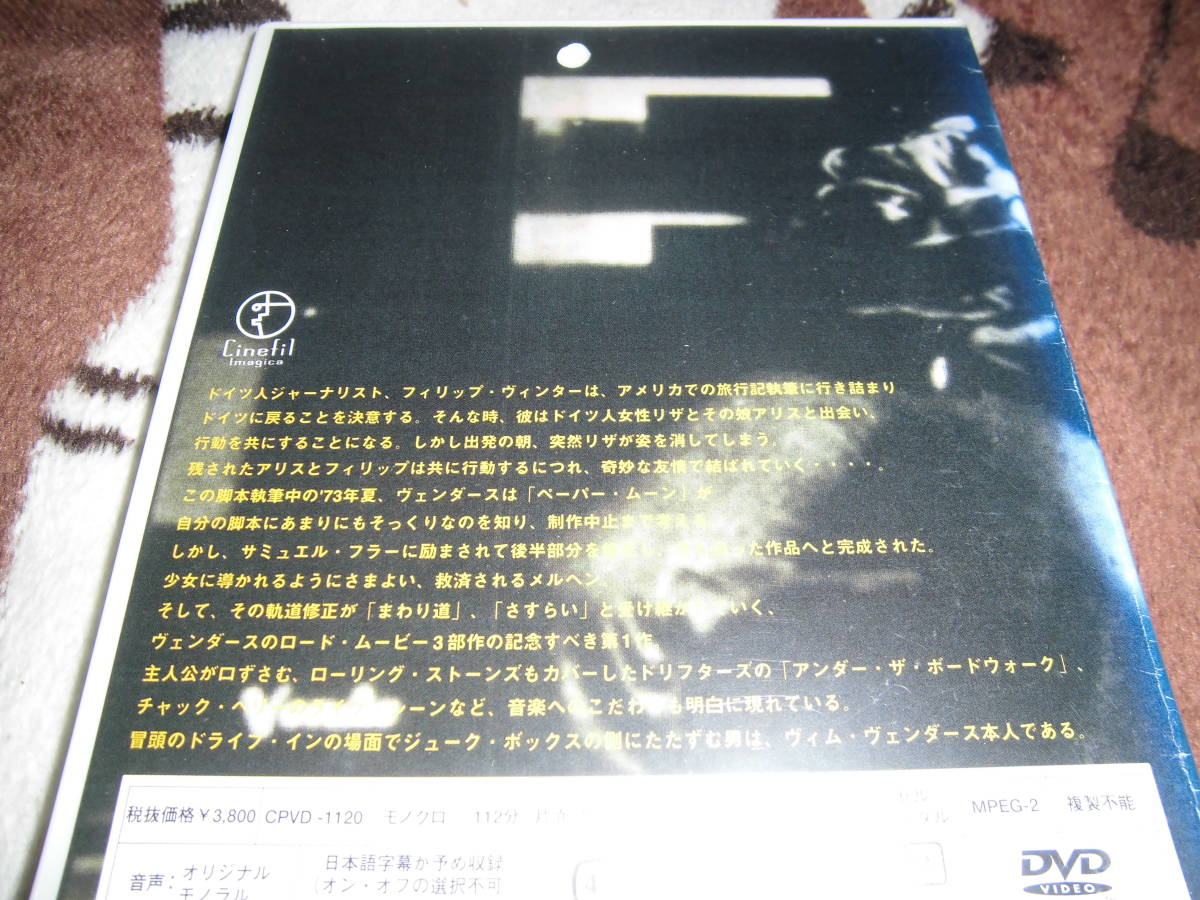 Cinefil
Imagica
ドイツ人ジャーナリスト、フィリップ・ヴィンターは、アメリカでの旅行記執筆に行き詰まり
ドイツに戻ることを決意する。そんな時、彼はドイツ人女性リザとその娘アリスと出会い、
行動を共にすることになる。しかし出発の朝、突然リザが姿を消してしまう。
残されたアリスとフィリップは共に行動するにつれ、奇妙な友情で結ばれていく・・・・。
この脚本執筆中の'73年夏、ヴェンダースは「ペーパー・ムーン」が
自分の脚本にあまりにもそっくりなのを知り、制作中止まで考える
しかし、サミュエル・フラーに励まされて後半部分を た作品へと完成された。
少女に導かれるようにさまよい、救済されるメルヘン。
そして、その軌道修正が「まわり道」、「さすらい」と受け継が いく、
ヴェンダースのロード・ムービー3部作の記念すべき第1作。
主人公が口ずさむ、ローリング・ストーンズもカバーしたドリフターズの「アンダー・ザ・ボードウォーク」、
チャック・ ーンなど、音楽へのこだわ も明白に現れている。
冒頭のドライブ・インの場面でジューク・ボックスの側にたたずむ男は、ヴィム・ヴェンダース本人である。
税抜価格¥3,800 CPVD-1120 モノクロ 112分 MPEG-2 複製不能
音声：オリジナル 日本語字幕が予め収録
モノラル (オン・オフの選択不可
DVD
VIDEO